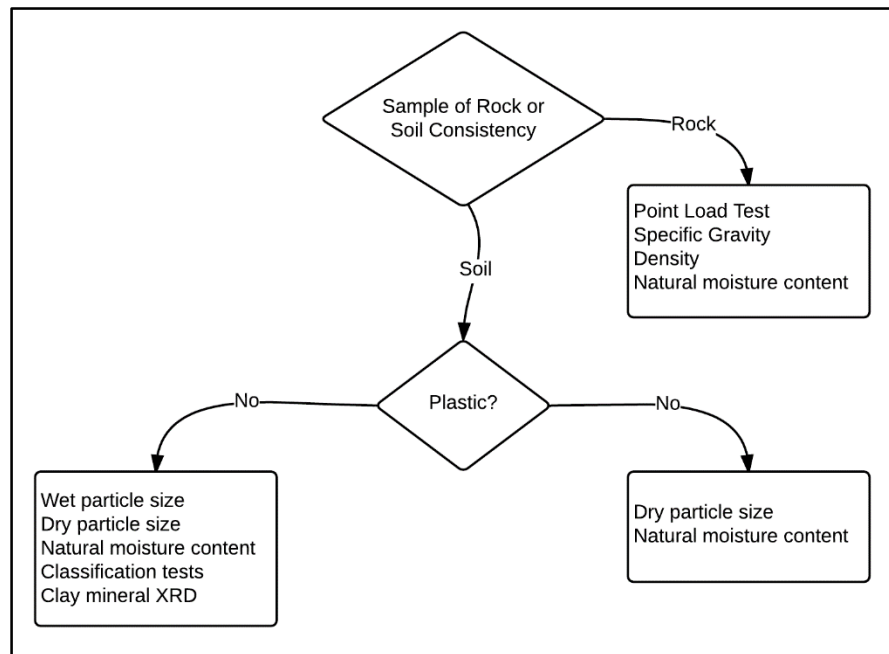 Sample of Rock or
Soil Consistency
Rock
Point Load Test
Specific Gravity
Density
Natural moisture content
Soil
Plastic?
No
No
Wet particle size
Dry particle size
Natural moisture content
Classification tests
Clay mineral XRD
Dry particle size
Natural moisture content